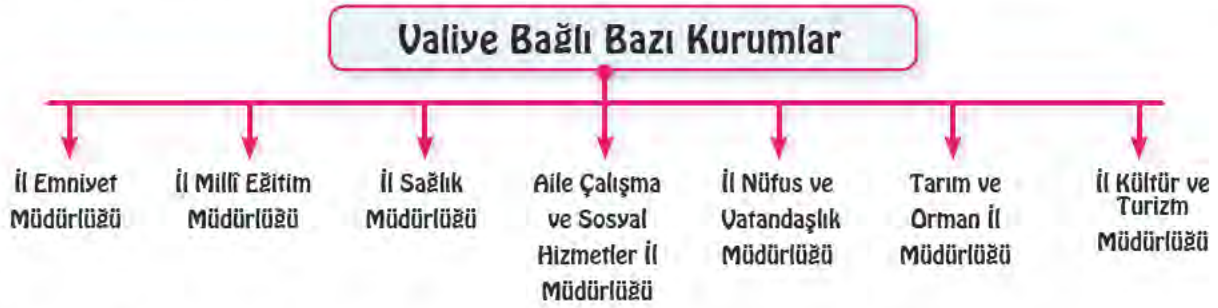 Valiye Bağlı Bazı Kurumlar
İl Emniyet
Müdürlüğü
İl Millî Eğitim
Müdürlüğü
İl Sağlık
Müdürlüğü
Aile Çalışma
ve Sosyal
Hizmetler İl
Müdürlüğü
İl Nüfus ve
Vatandaşlık
Müdürlüğü
Tarım ve
Orman İl
Müdürlüğü
İl Kültür ve
Turizm
Müdürlüğü